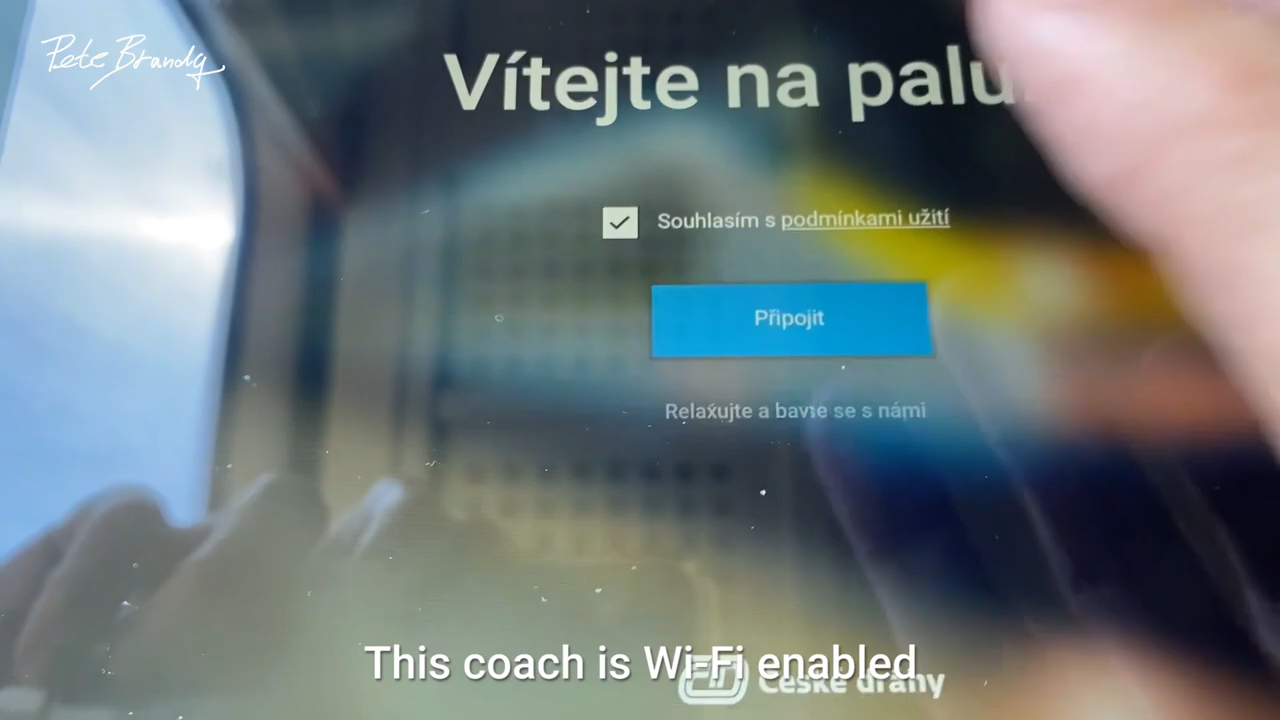 Pete Brandy
Vítejte na palu
Souhlasím s podmínkami užití
Připojit
Relaxujte a bavte se s námi
This coach is Wi-Fi enabled
České dráhy